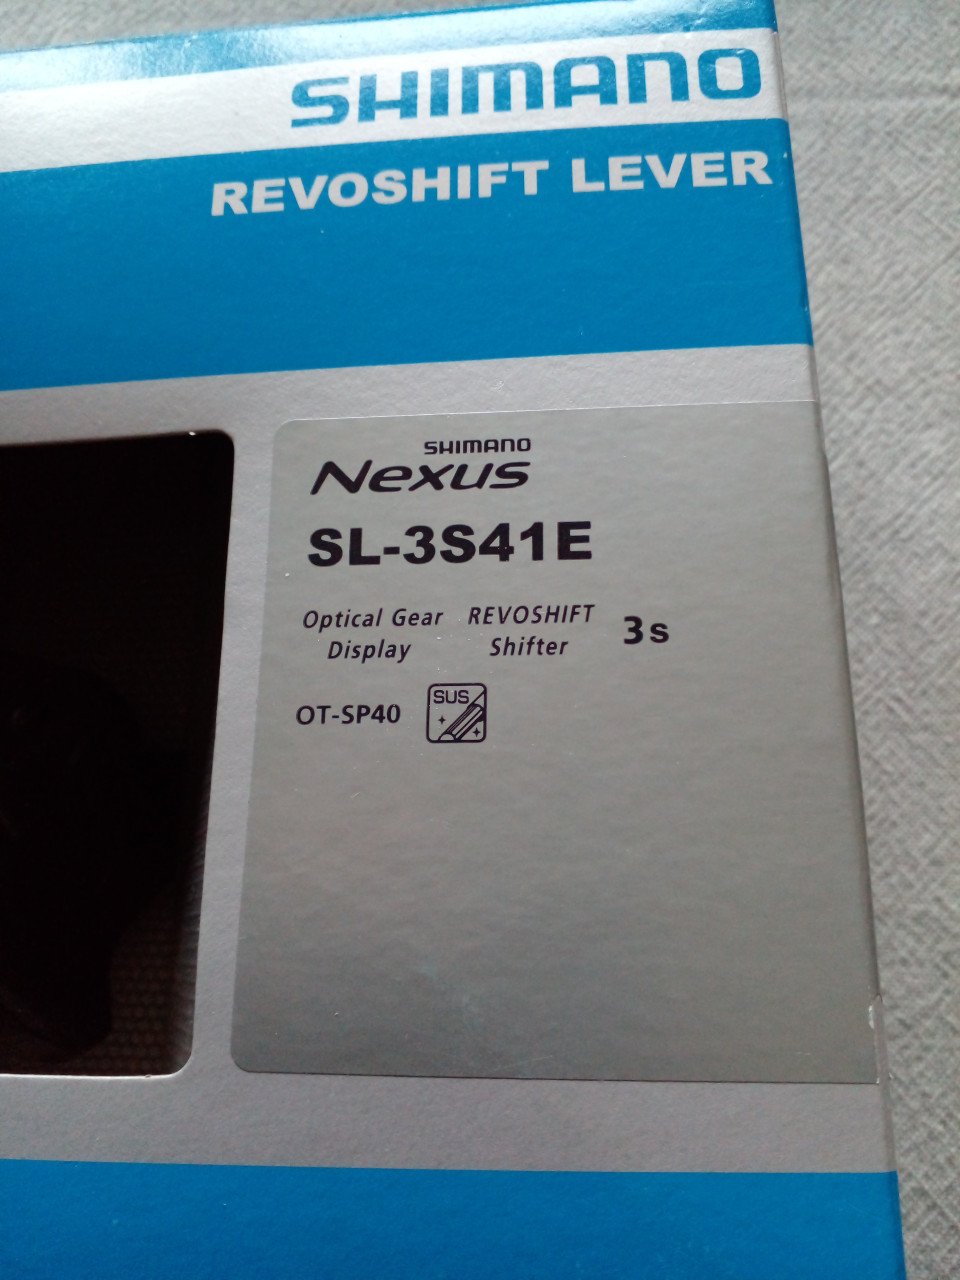 SHIMANO
REVOSHIFT LEVER
SHIMANO
Nexus
SL-3S41E
Optical Gear
Display
REVOSHIFT
Shifter
3s
OT-SP40
SUS